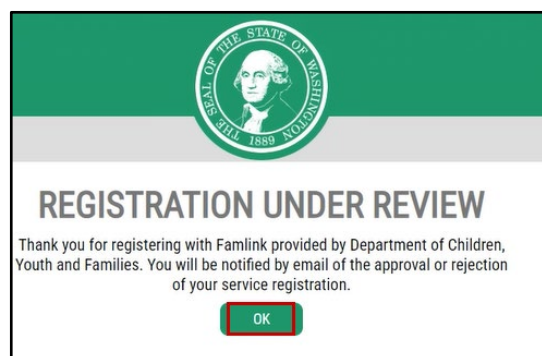 THE SEAL OF THE STATE OF WASHINGTON
1889
REGISTRATION UNDER REVIEW
Thank you for registering with Famlink provided by Department of Children,
Youth and Families. You will be notified by email of the approval or rejection
of your service registration.
OK